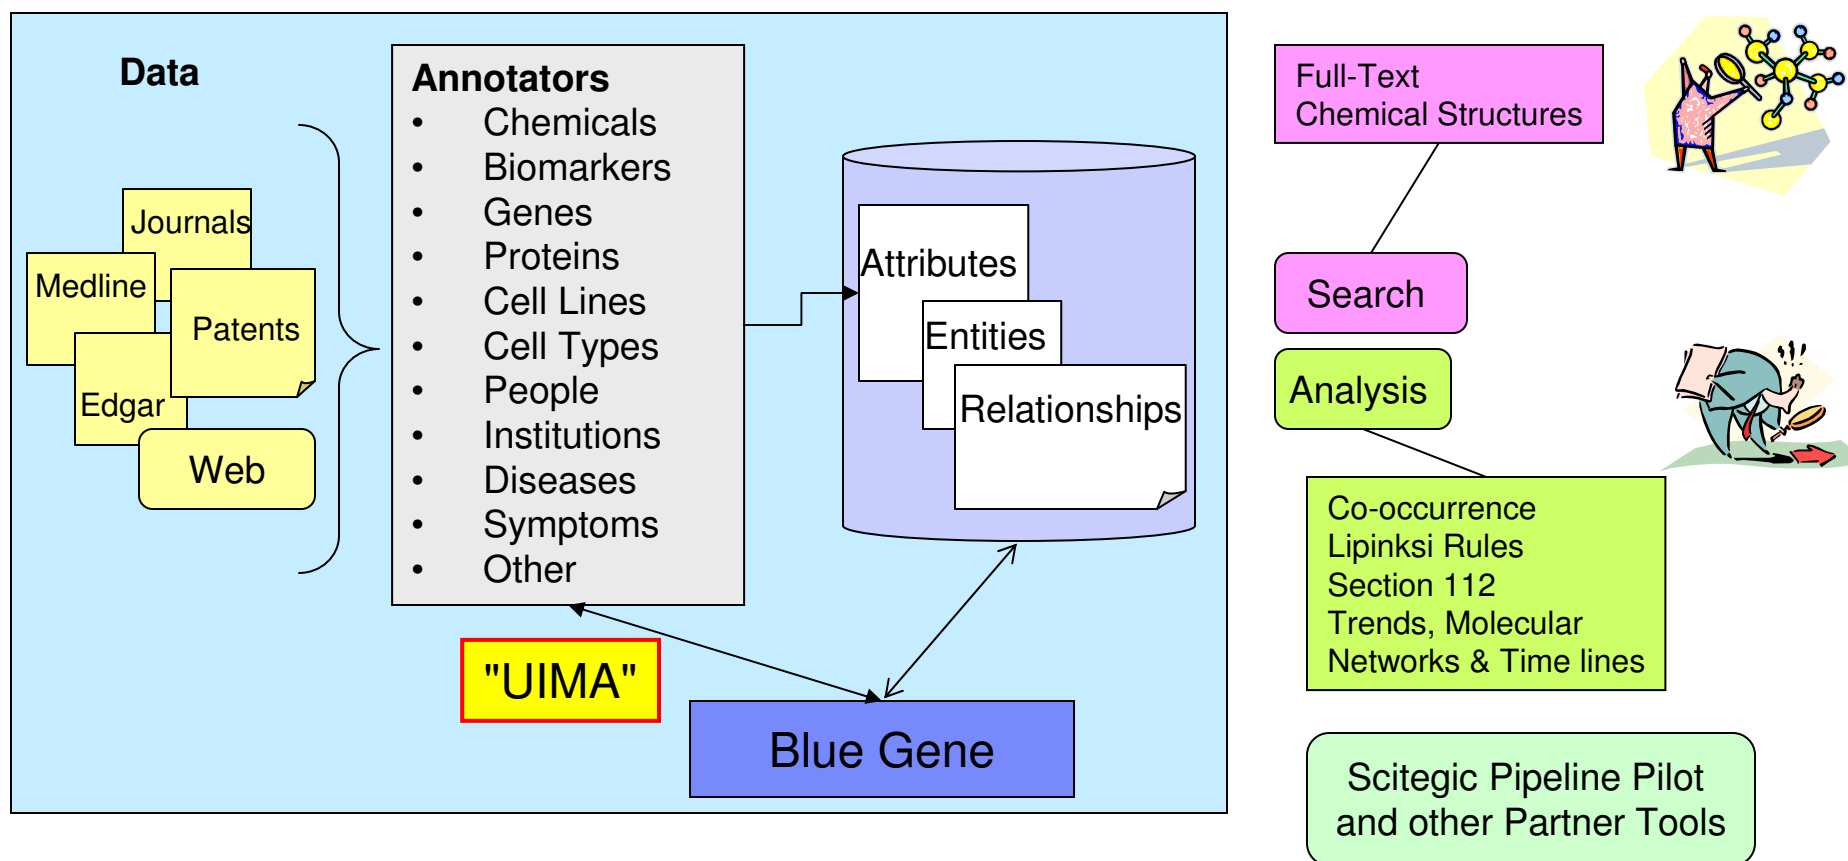 Data
Journals
Medline
Patents
Edgar
Web
Annotators
• Chemicals
• Biomarkers
• Genes
• Proteins
• Cell Lines
• Cell Types
• People
• Institutions
• Diseases
• Symptoms
• Other
Attributes
Entities
Relationships
"UIMA"
Blue Gene
Full-Text
Chemical Structures
Search
Analysis
Co-occurrence
Lipinksi Rules
Section 112
Trends, Molecular
Networks & Time lines
Scitegic Pipeline Pilot
and other Partner Tools